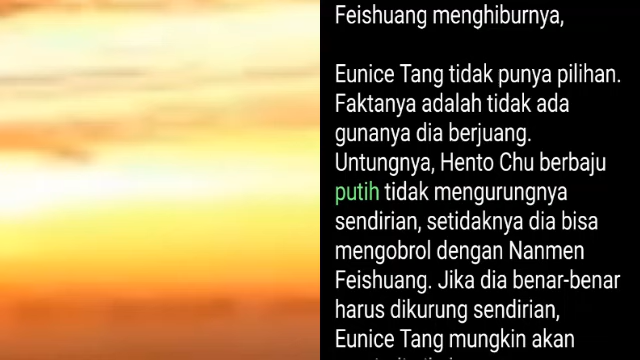 Feishuang menghiburnya,
Eunice Tang tidak punya pilihan.
Faktanya adalah tidak ada
gunanya dia berjuang.
Untungnya, Hento Chu berbaju
putih tidak mengurungnya
sendirian, setidaknya dia bisa
mengobrol dengan Nanmen
Feishuang. Jika dia benar-benar
harus dikurung sendirian,
Eunice Tang mungkin akan